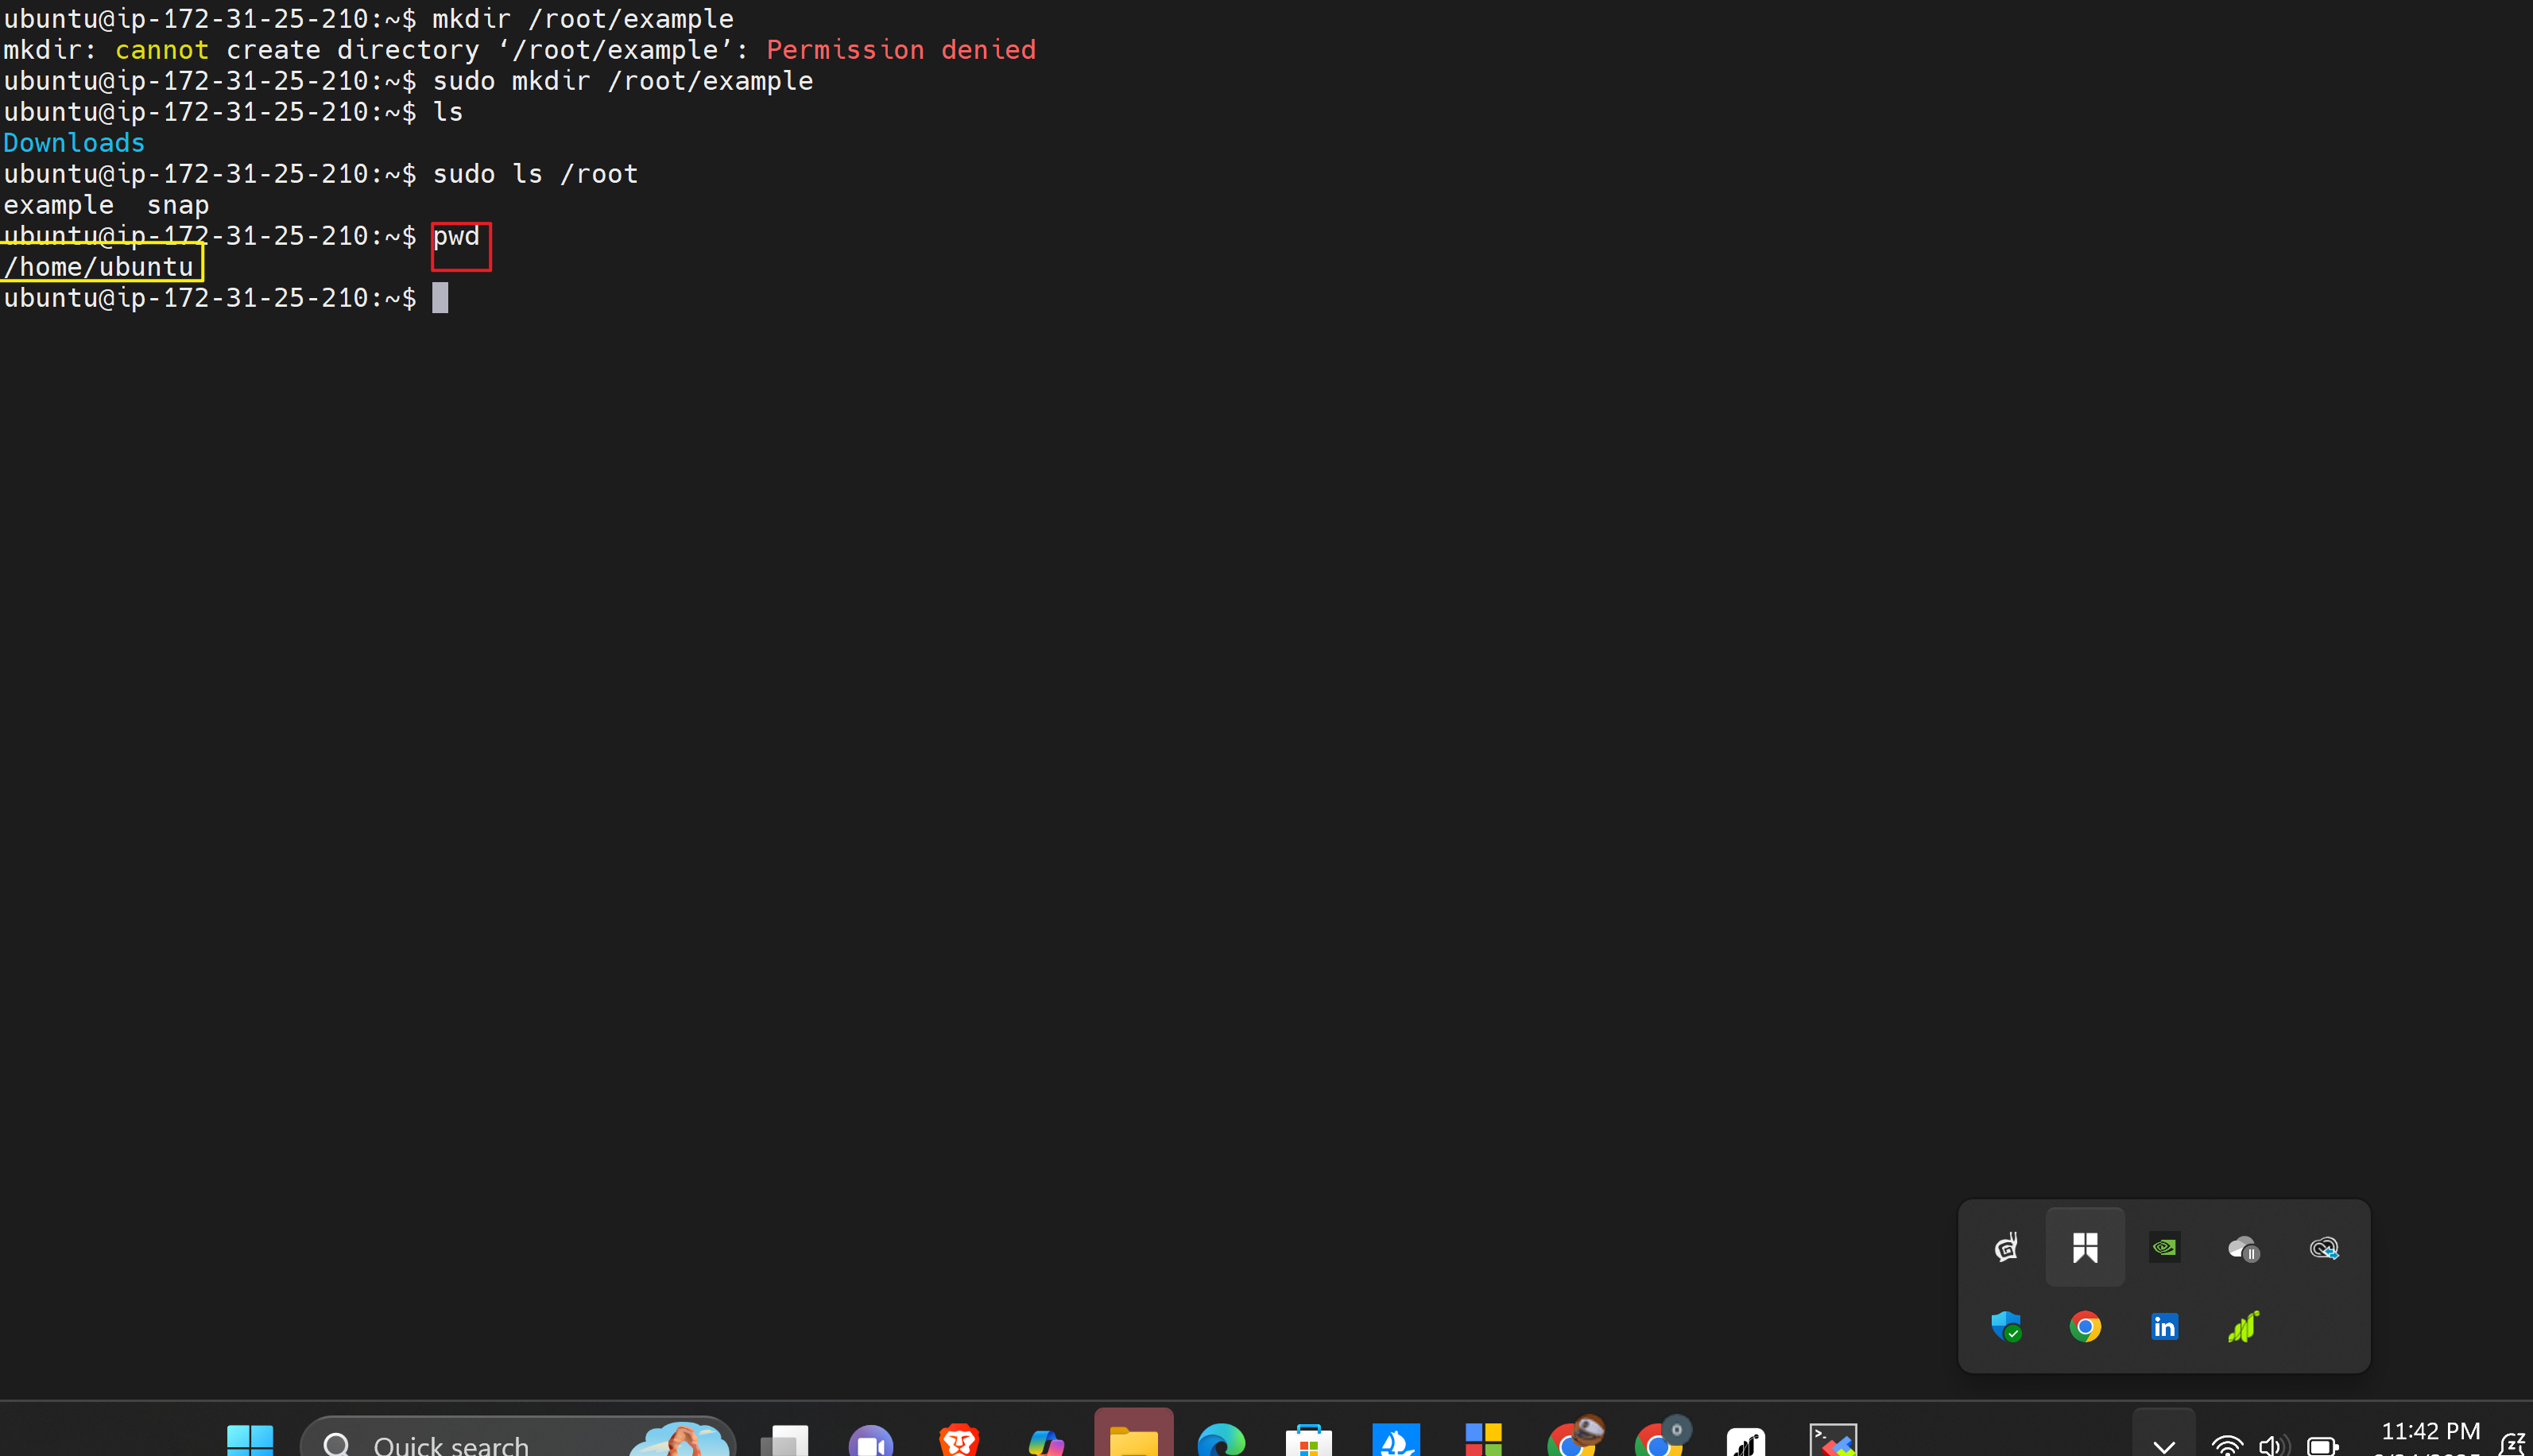 ubuntu@ip-172-31-25-210:~$ mkdir /root/example
mkdir: cannot create directory ‘/root/example’: Permission denied
ubuntu@ip-172-31-25-210:~$ sudo mkdir /root/example
ubuntu@ip-172-31-25-210:~$ ls
Downloads
ubuntu@ip-172-31-25-210:~$ sudo ls /root
example  snap
ubuntu@ip-172-31-25-210:~$ pwd
/home/ubuntu
ubuntu@ip-172-31-25-210:~$
in
Quick search
11:42 PM